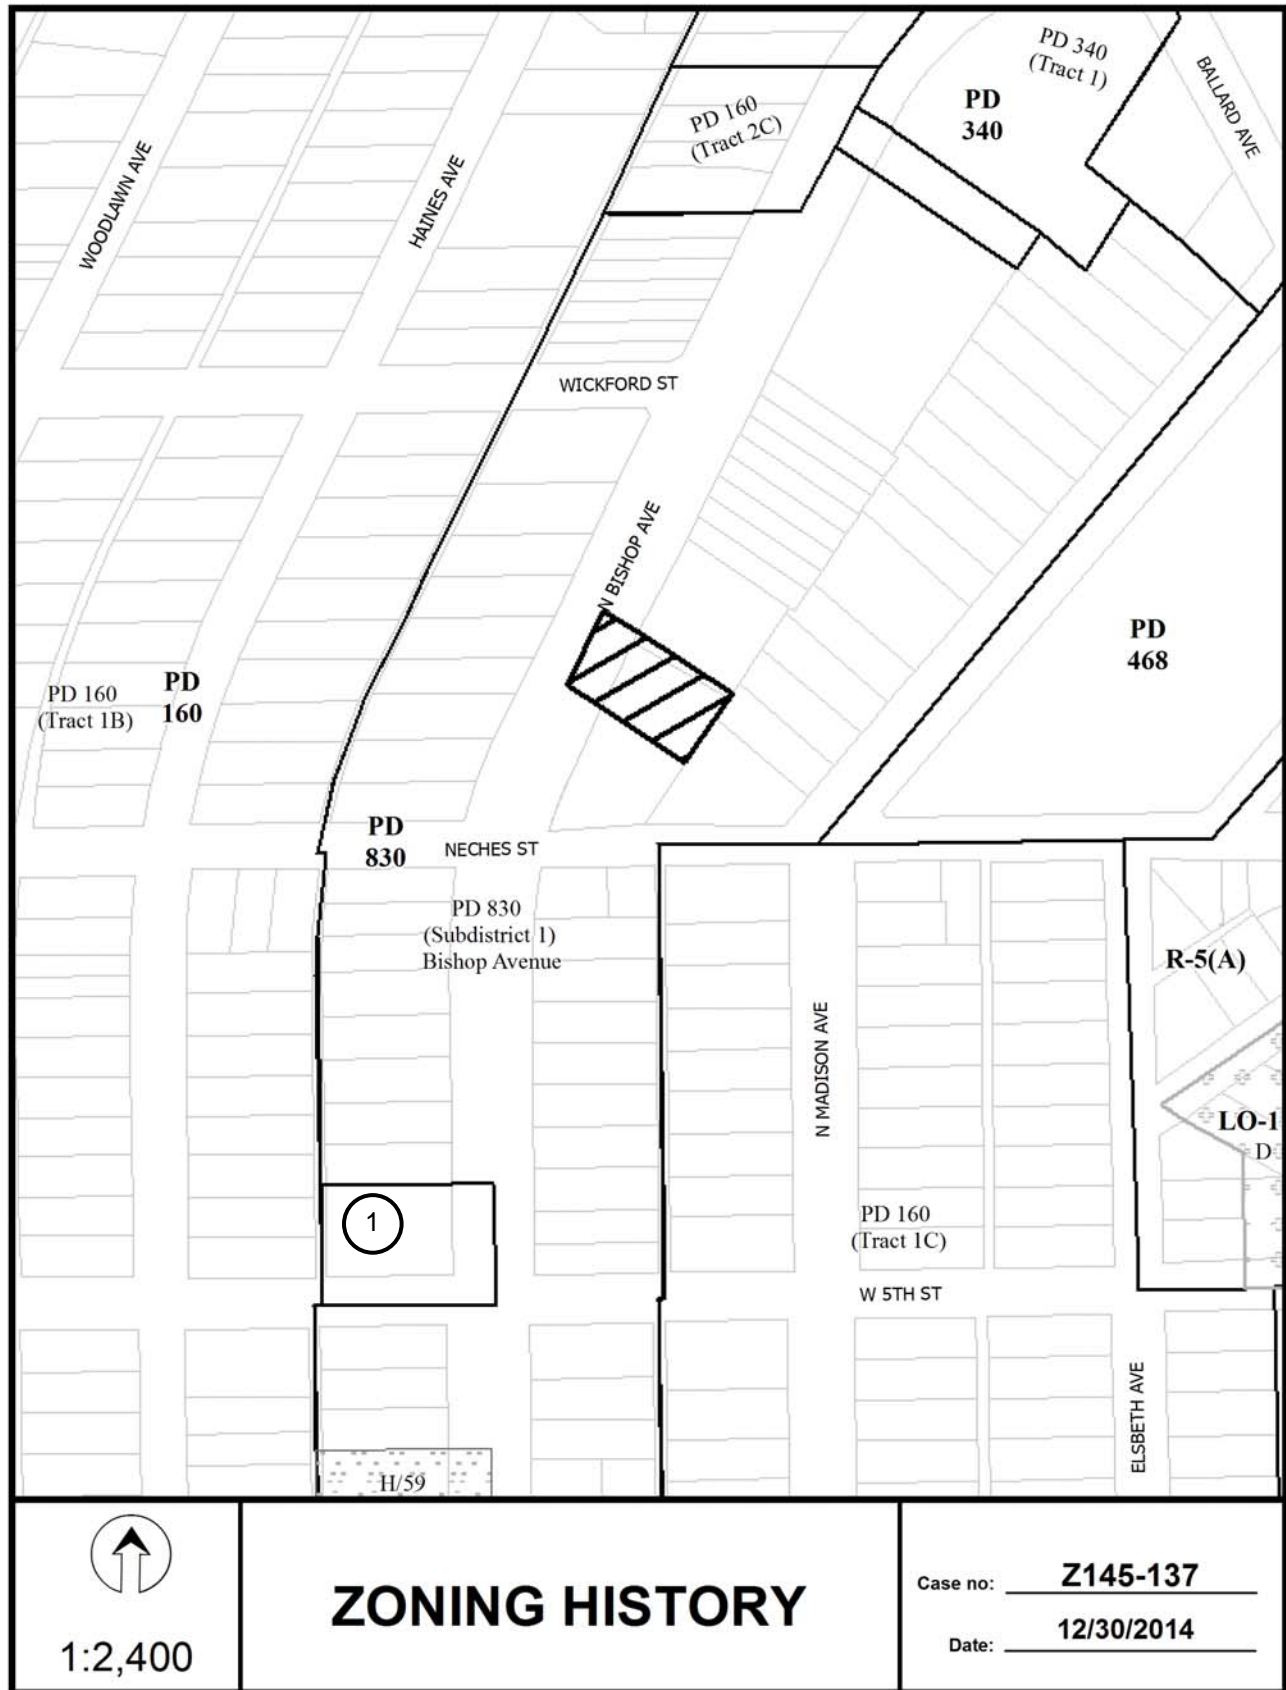 PD 340
(Tract 1)
BALLARD AVE
PD
340
PD 160
(Tract 2C)
WOODLAWN AVE
HAINES AVE
WICKFORD ST
N BISHOP AVE
PD
468
PD 160
(Tract 1B)
PD
160
PD
830
NECHES ST
PD 830
(Subdistrict 1)
Bishop Avenue
R-5(A)
N MADISON AVE
LO-1
D
1
PD 160
(Tract 1C)
W 5TH ST
ELSBETH AVE
H/59
1:2,400
ZONING HISTORY
Case no: Z145-137
Date: 12/30/2014